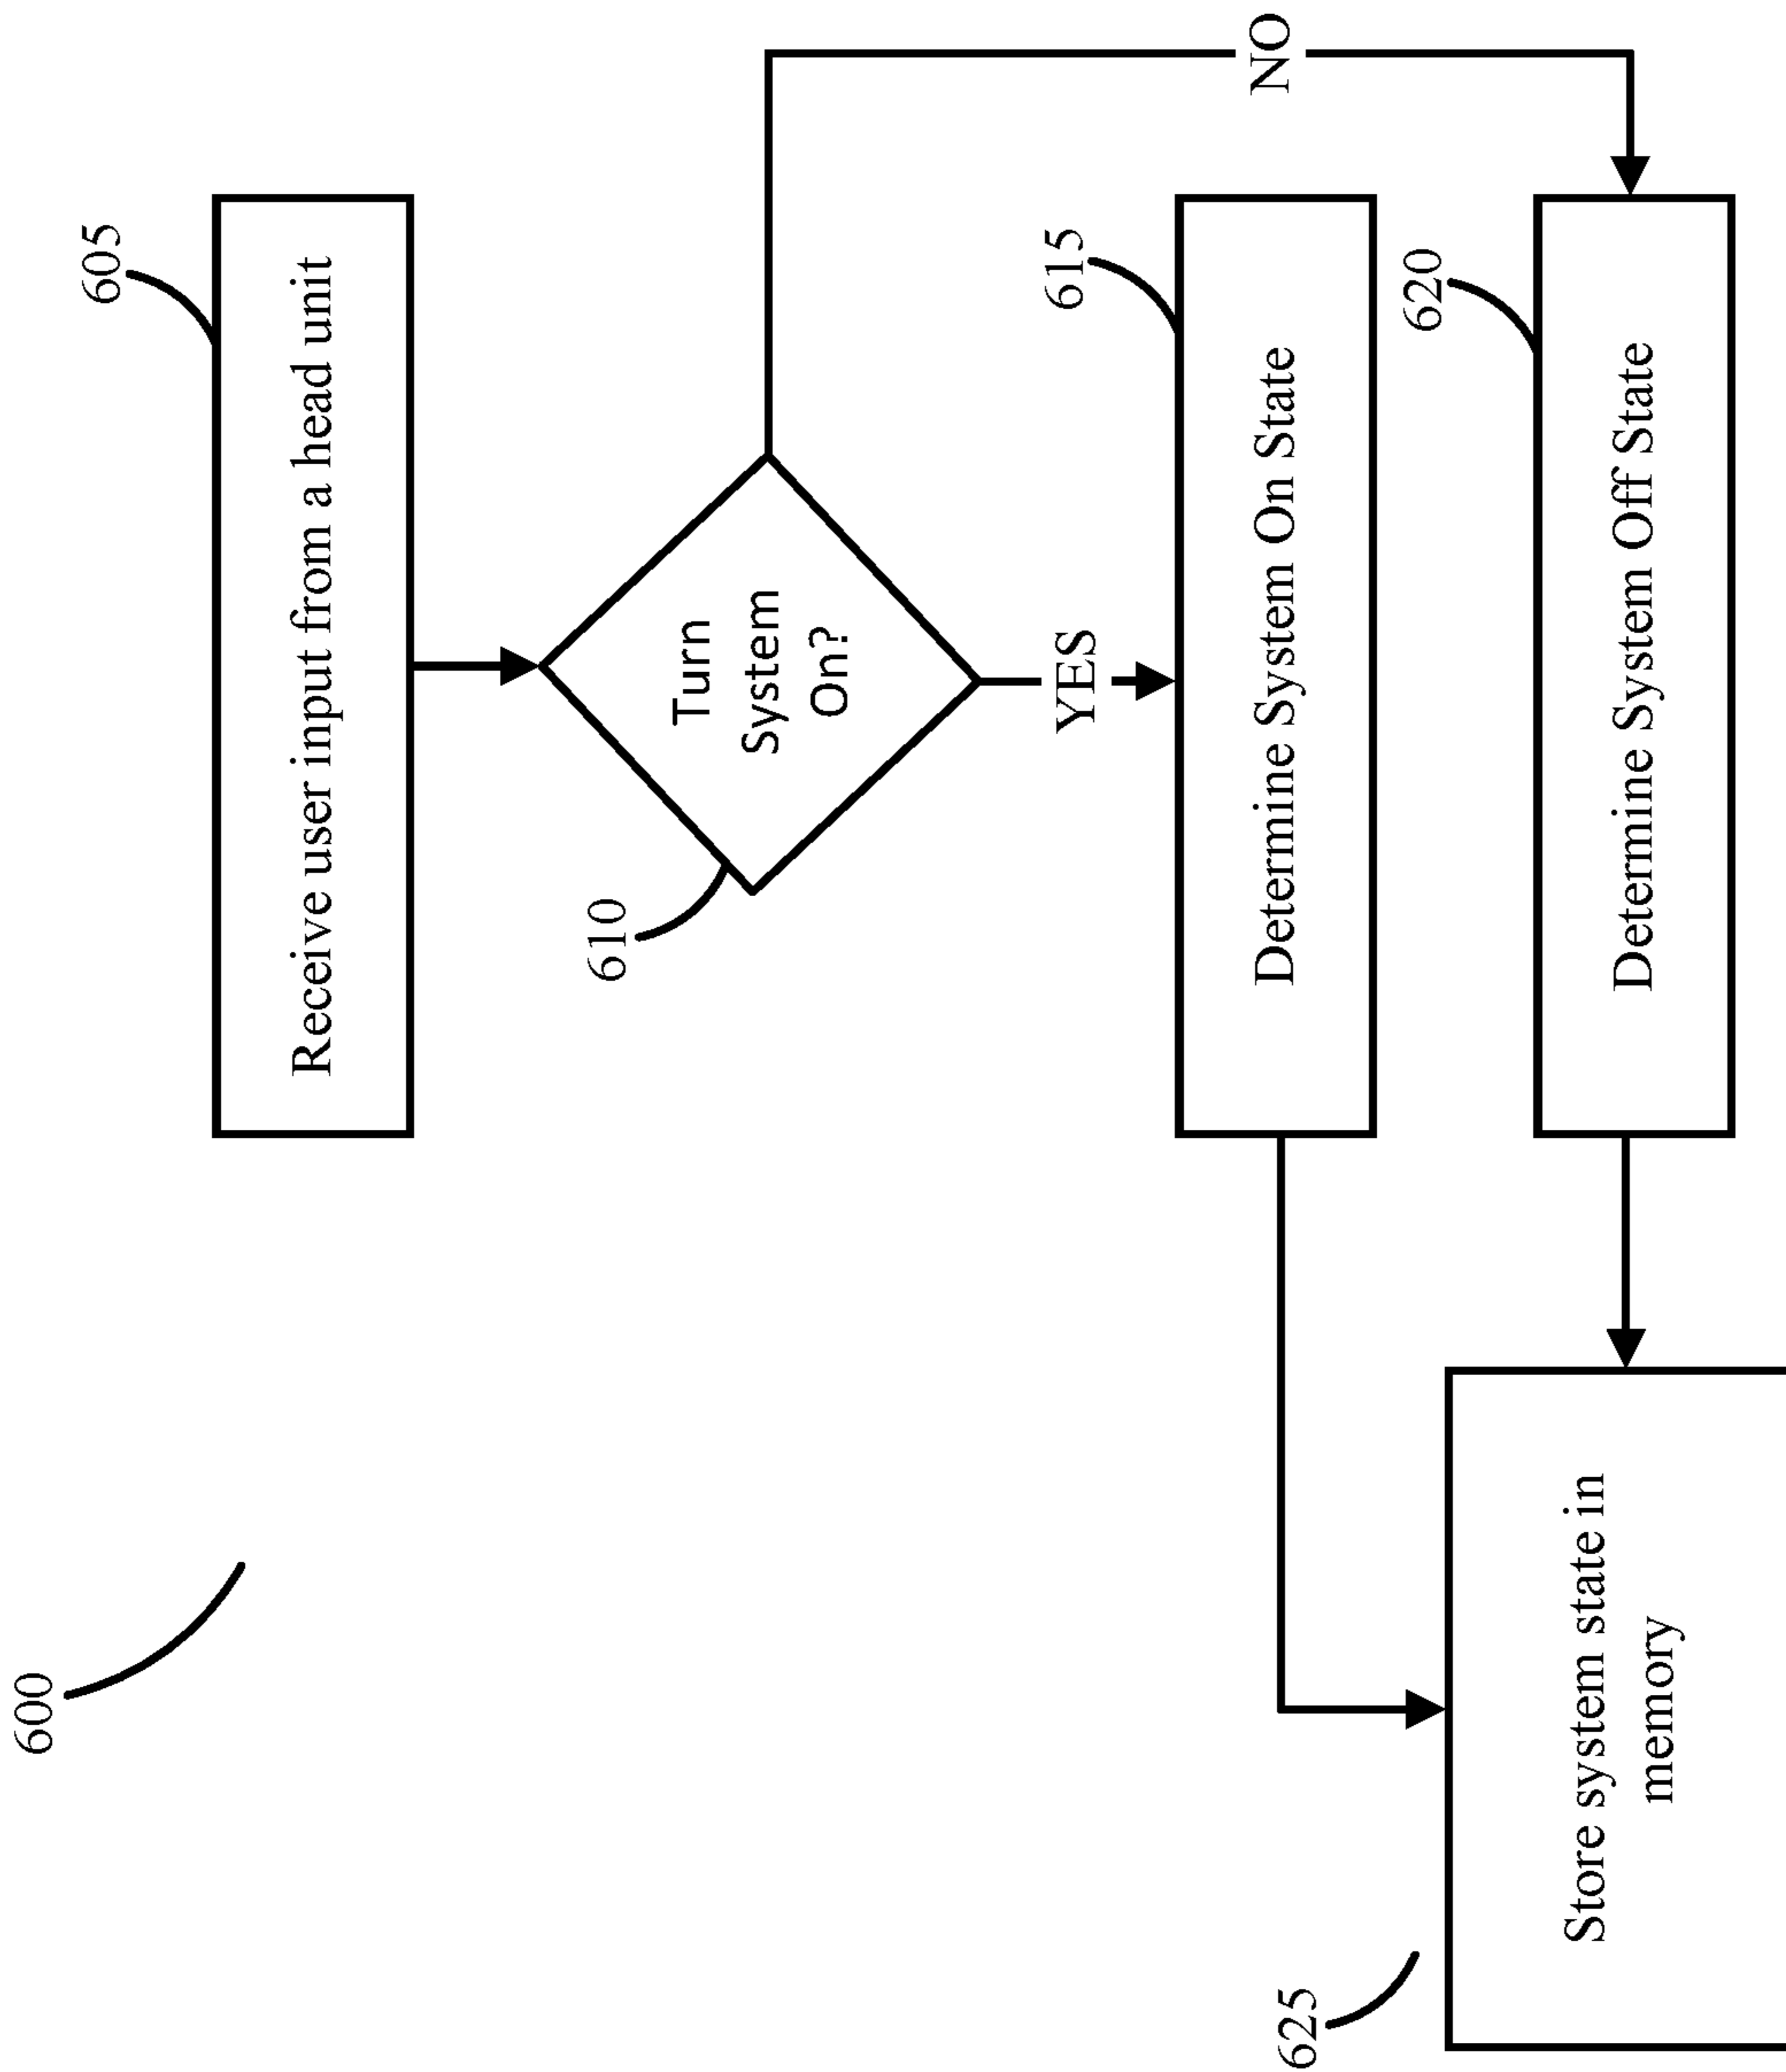 600
605
Receive user input from a head unit
610
Turn
System
On?
YES
NO
615
Determine System On State
620
Determine System Off State
625
Store system state in
memory